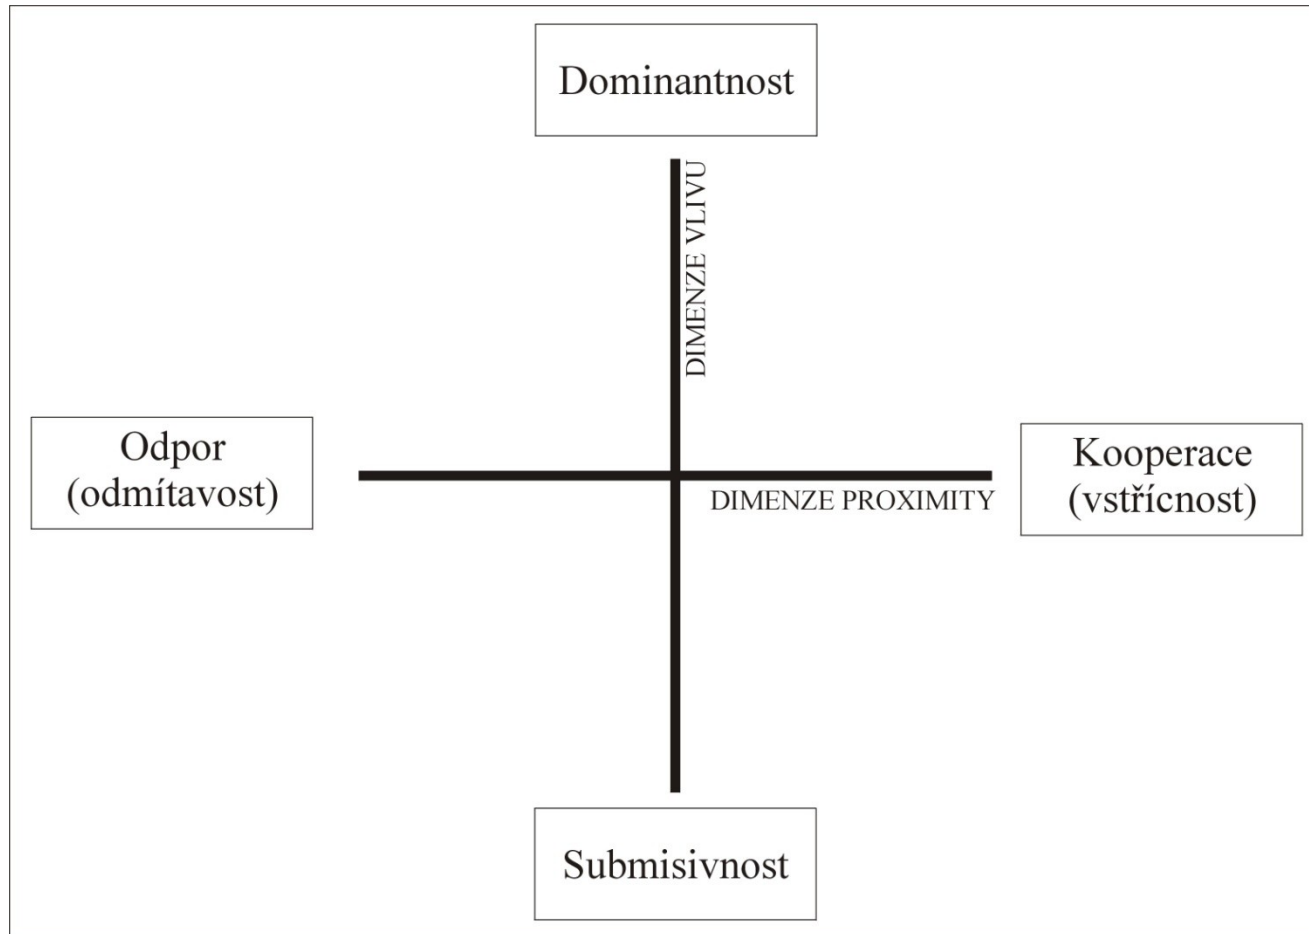 Dominantnost
DIMENZE VLIVU
Odpor
(odmítavost)
Kooperace
(vstřícnost)
DIMENZE PROXIMITY
Submisivnost